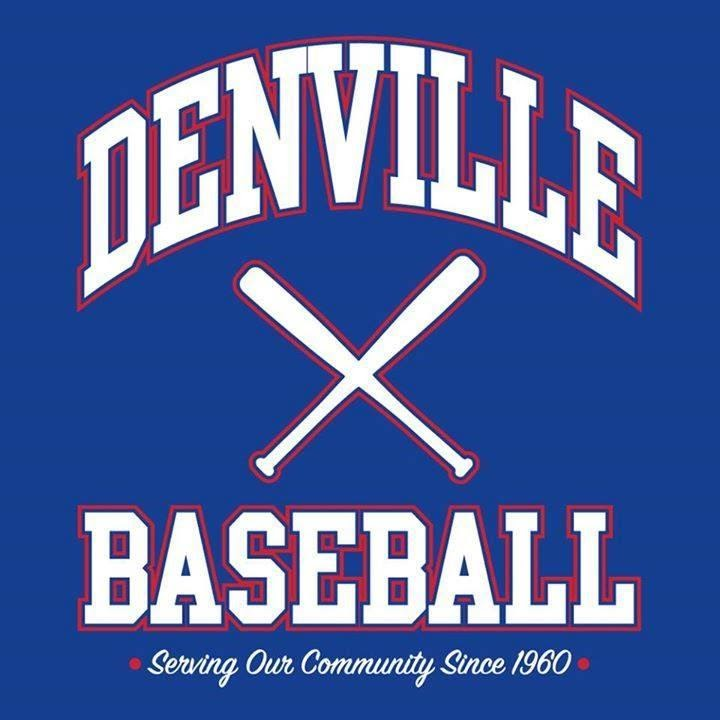 DENVILLE
BASEBALL
• Serving Our Community Since 1960 •